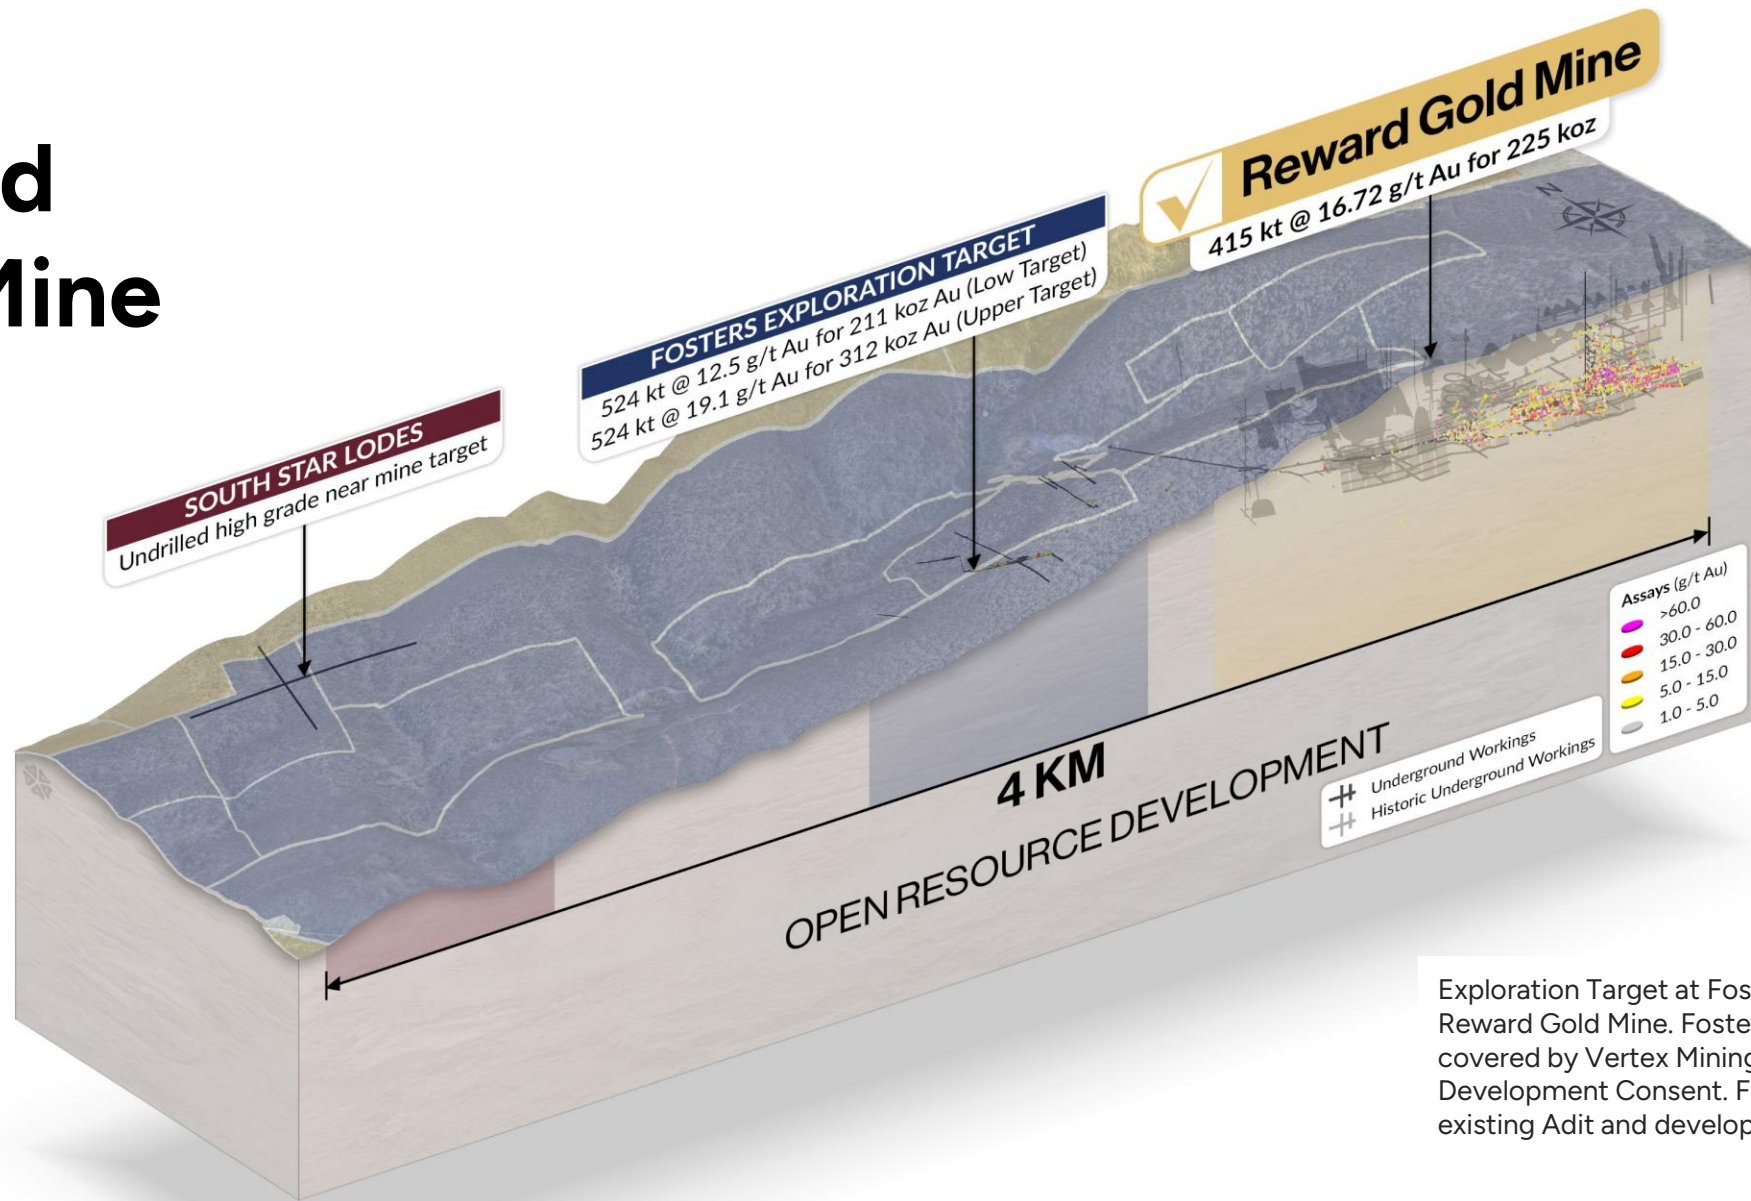 d
Mine
Reward Gold Mine
415 kt @ 16.72 g/t Au for 225 koz
N
FOSTERS EXPLORATION TARGET
524 kt @ 12.5 g/t Au for 211 koz Au (Low Target)
524 kt @ 19.1 g/t Au for 312 koz Au (Upper Target)
SOUTH STAR LODES
Undrilled high grade near mine target
4 KM
OPEN RESOURCE DEVELOPMENT
Assays (g/t Au)
>60.0
30.0 - 60.0
15.0 - 30.0
5.0 - 15.0
1.0 - 5.0
Underground Workings
Historic Underground Workings
Exploration Target at Fos
Reward Gold Mine. Foste
covered by Vertex Mining
Development Consent. F
existing Adit and develop